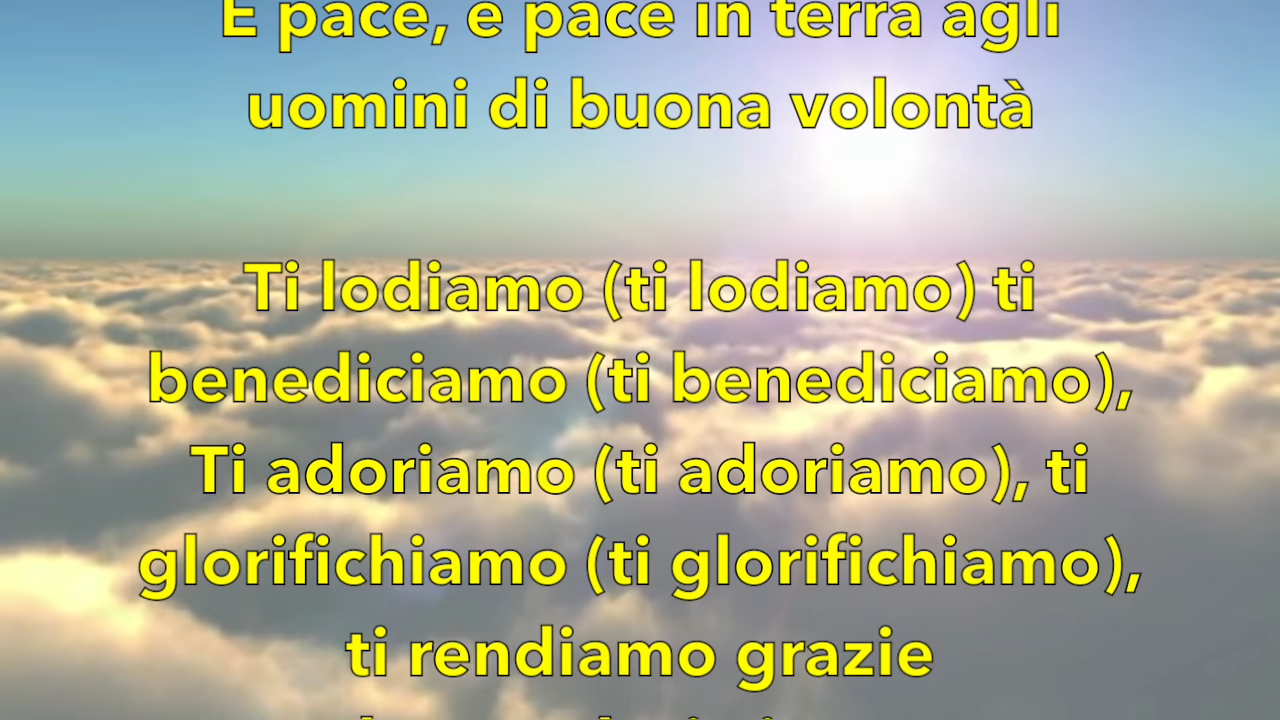 E pace, e pace in terra agli
uomini di buona volontà
Ti lodiamo (ti lodiamo) ti
benediciamo (ti benediciamo),
Ti adoriamo (ti adoriamo), ti
glorifichiamo (ti glorifichiamo),
ti rendiamo grazie